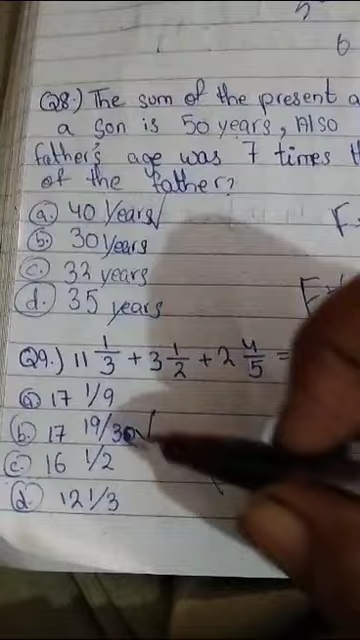 6
Q8.) The sum of the present a
a son is 50 years, Also
father's age was 7 times t
of the father?
(a.) 40 Years √
(b.) 30 years
(c.) 33 years
(d.) 35 years
Q9.) 11 1/3 + 3 1/2 + 2 4/5 =
(a) 17 1/9
(b.) 17 19/30 √
(c.) 16 1/2
(d.) 12 1/3